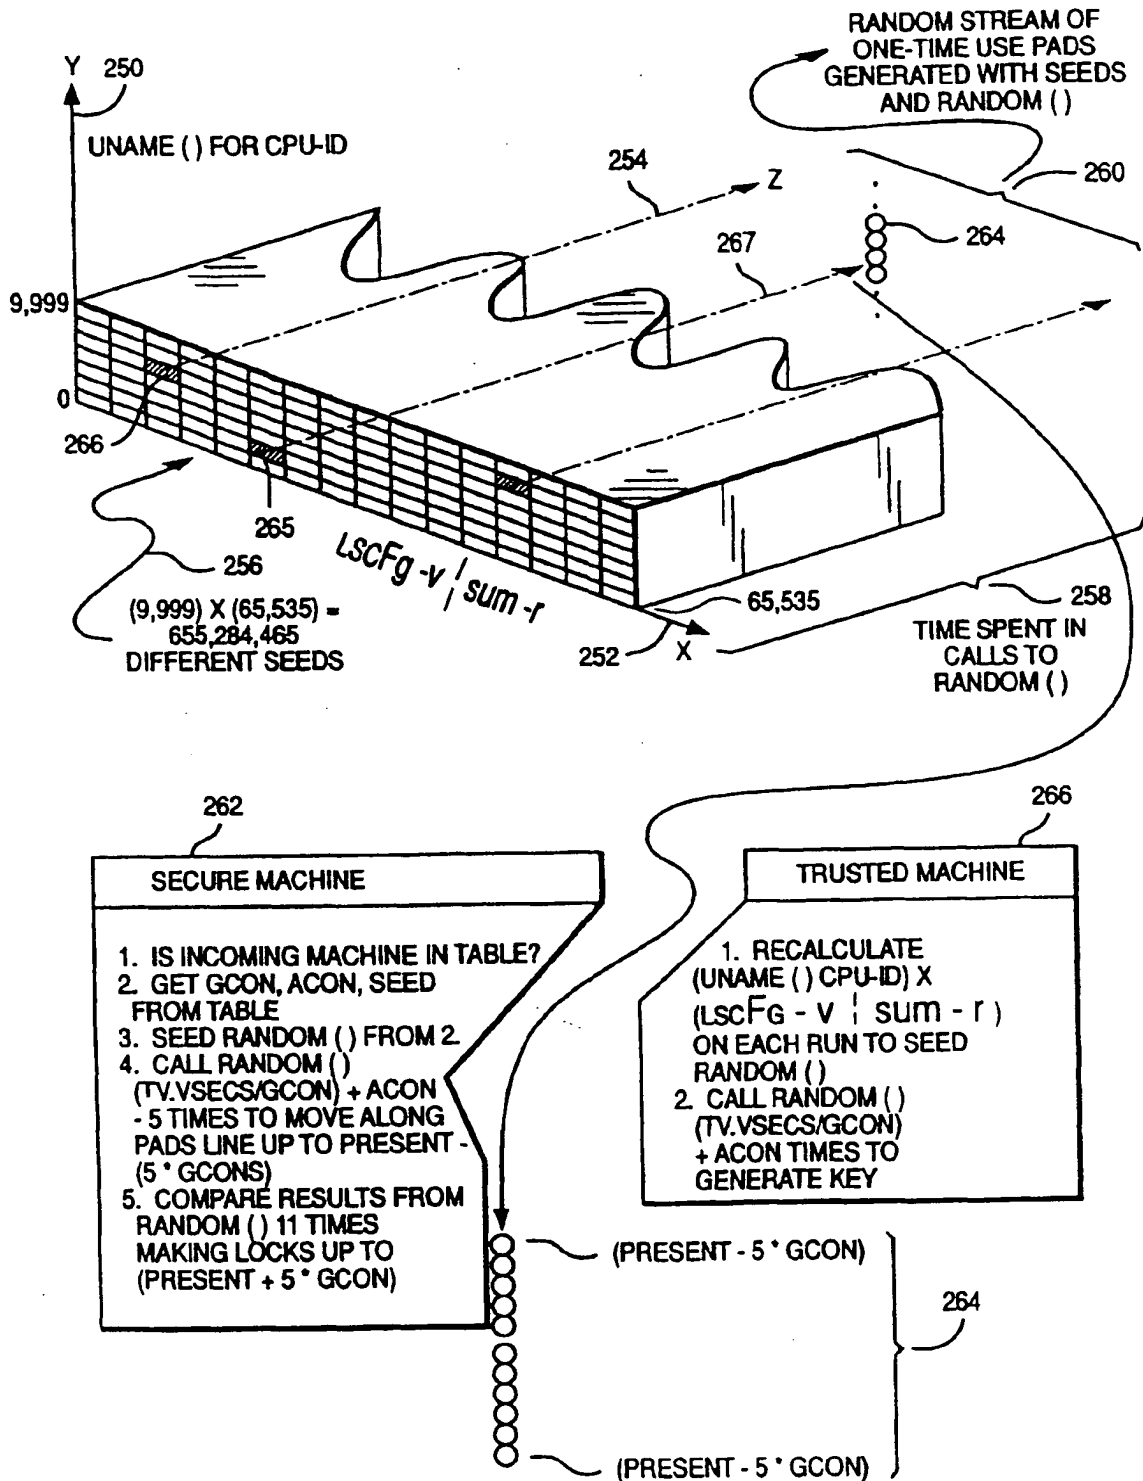 RANDOM STREAM OF
ONE-TIME USE PADS
GENERATED WITH SEEDS
AND RANDOM ( )
Y
250
UNAME ( ) FOR CPU-ID
254
Z
260
264
267
9,999
0
266
265
256
(9,999) X (65,535) =
655,284,465
DIFFERENT SEEDS
LSCFg -v ¦ sum -r
65,535
252
X
258
TIME SPENT IN
CALLS TO
RANDOM ( )
262
SECURE MACHINE
1. IS INCOMING MACHINE IN TABLE?
2. GET GCON, ACON, SEED
FROM TABLE
3. SEED RANDOM ( ) FROM 2.
4. CALL RANDOM ( )
(TV.VSECS/GCON) + ACON
- 5 TIMES TO MOVE ALONG
PADS LINE UP TO PRESENT -
(5 * GCONS)
5. COMPARE RESULTS FROM
RANDOM ( ) 11 TIMES
MAKING LOCKS UP TO
(PRESENT + 5 * GCON)
266
TRUSTED MACHINE
1. RECALCULATE
(UNAME ( ) CPU-ID) X
(LSCFG - v ¦ sum - r )
ON EACH RUN TO SEED
RANDOM ( )
2. CALL RANDOM ( )
(TV.VSECS/GCON)
+ ACON TIMES TO
GENERATE KEY
(PRESENT - 5 * GCON)
264
(PRESENT - 5 * GCON)